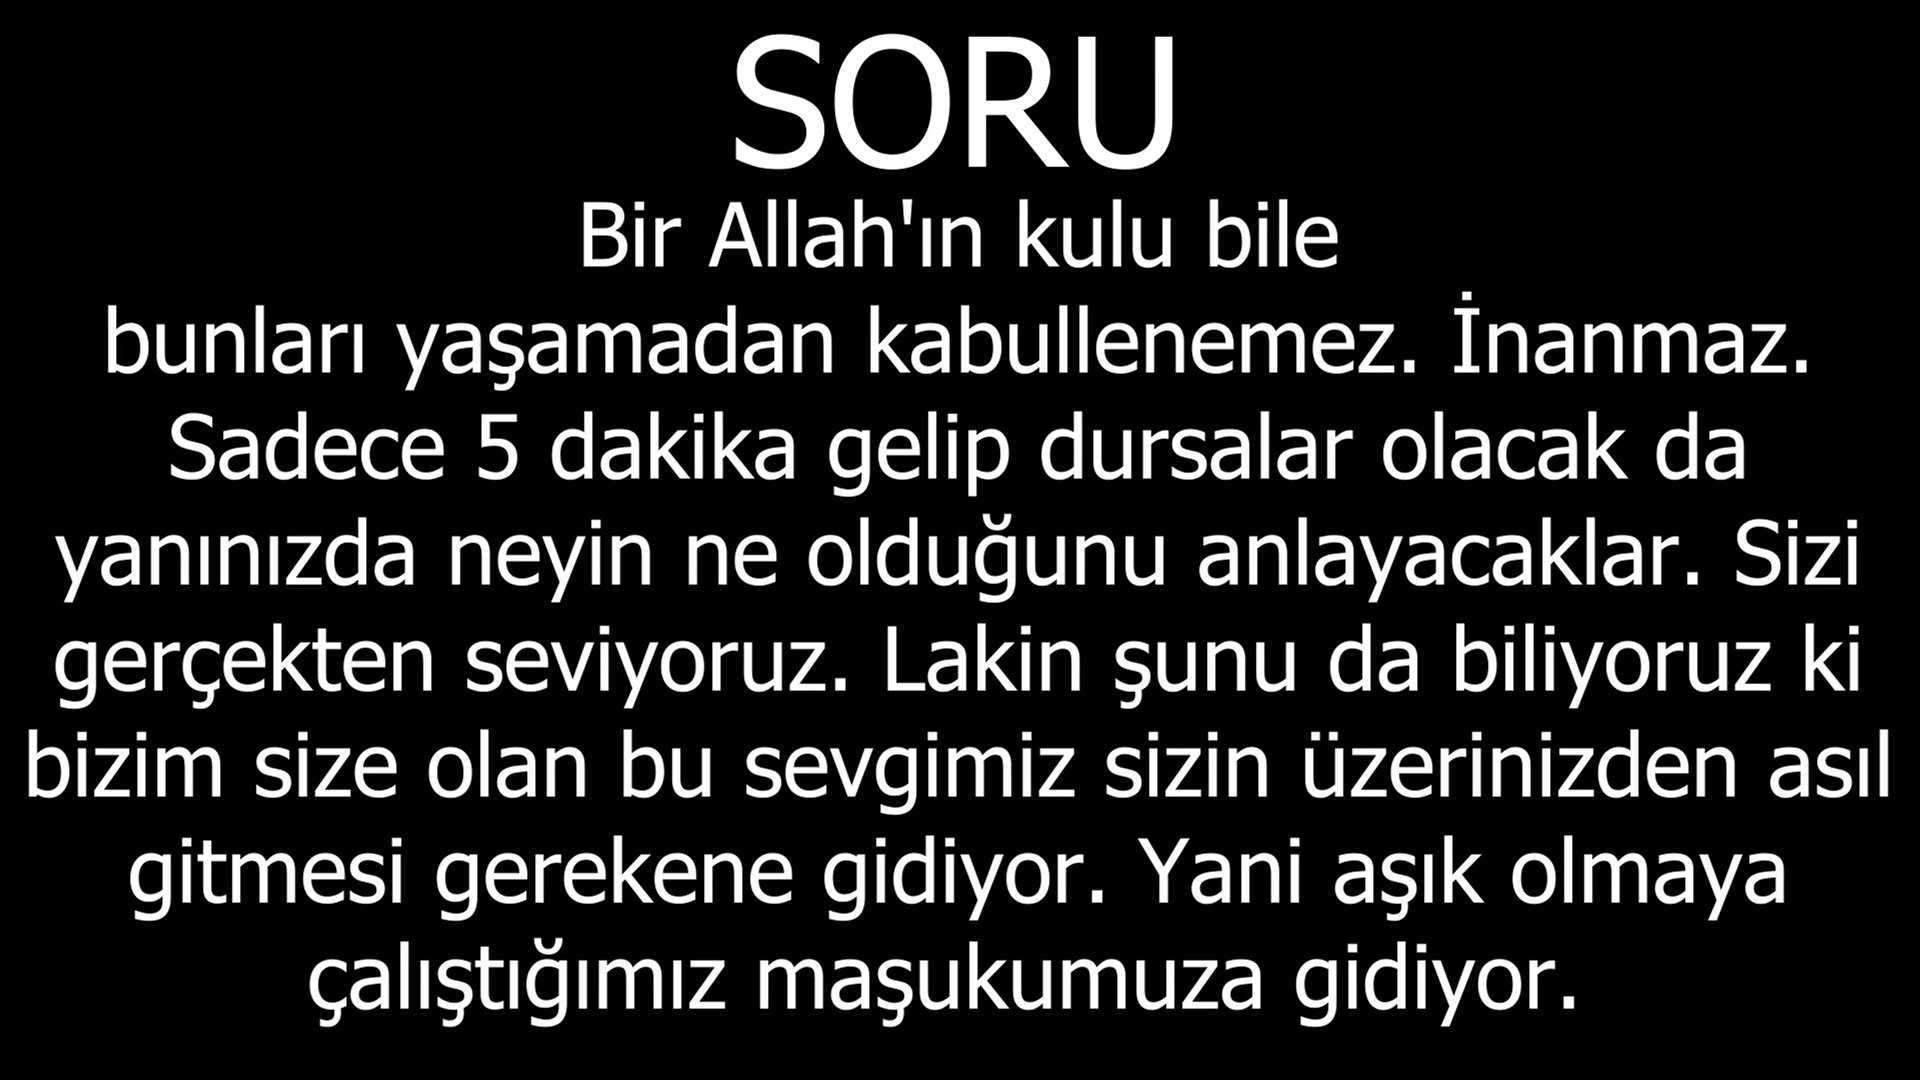 SORU
Bir Allah'ın kulu bile
bunları yaşamadan kabullenemez. İnanmaz.
Sadece 5 dakika gelip dursalar olacak da
yanınızda neyin ne olduğunu anlayacaklar. Sizi
gerçekten seviyoruz. Lakin şunu da biliyoruz ki
bizim size olan bu sevgimiz sizin üzerinizden asıl
gitmesi gerekene gidiyor. Yani aşık olmaya
çalıştığımız maşukumuza gidiyor.